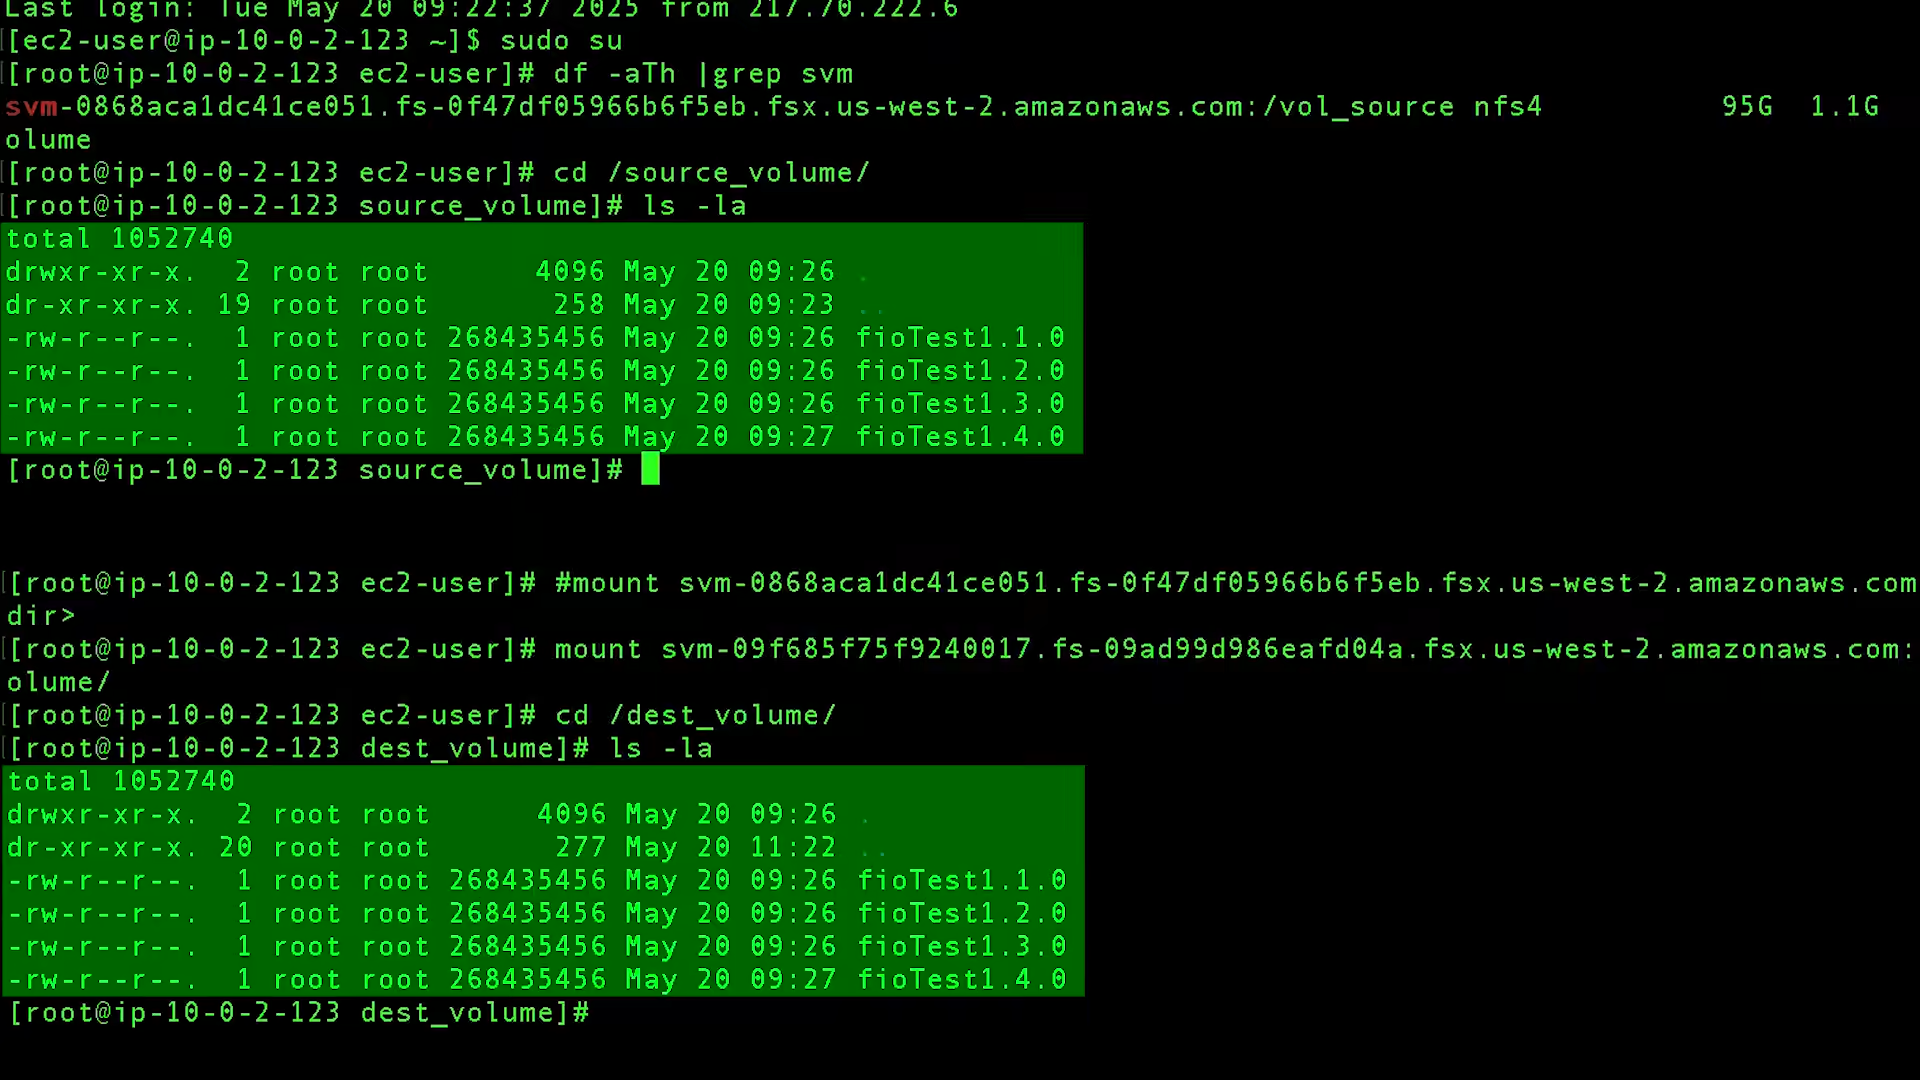 Last login: Tue May 20 09:22:37 2025 from 217.70.222.6
[ec2-user@ip-10-0-2-123 ~]$ sudo su
[root@ip-10-0-2-123 ec2-user]# df -aTh |grep svm
svm-0868aca1dc41ce051.fs-0f47df05966b6f5eb.fsx.us-west-2.amazonaws.com:/vol_source nfs4 95G 1.1G
olume
[root@ip-10-0-2-123 ec2-user]# cd /source_volume/
[root@ip-10-0-2-123 source_volume]# ls -la
total 1052740
drwxr-xr-x. 2 root root 4096 May 20 09:26 .
dr-xr-xr-x. 19 root root 258 May 20 09:23 ..
-rw-r--r--. 1 root root 268435456 May 20 09:26 fioTest1.1.0
-rw-r--r--. 1 root root 268435456 May 20 09:26 fioTest1.2.0
-rw-r--r--. 1 root root 268435456 May 20 09:26 fioTest1.3.0
-rw-r--r--. 1 root root 268435456 May 20 09:27 fioTest1.4.0
[root@ip-10-0-2-123 source_volume]#
[root@ip-10-0-2-123 ec2-user]# #mount svm-0868aca1dc41ce051.fs-0f47df05966b6f5eb.fsx.us-west-2.amazonaws.com
dir>
[root@ip-10-0-2-123 ec2-user]# mount svm-09f685f75f9240017.fs-09ad99d986eafd04a.fsx.us-west-2.amazonaws.com:
olume/
[root@ip-10-0-2-123 ec2-user]# cd /dest_volume/
[root@ip-10-0-2-123 dest_volume]# ls -la
total 1052740
drwxr-xr-x. 2 root root 4096 May 20 09:26 .
dr-xr-xr-x. 20 root root 277 May 20 11:22 ..
-rw-r--r--. 1 root root 268435456 May 20 09:26 fioTest1.1.0
-rw-r--r--. 1 root root 268435456 May 20 09:26 fioTest1.2.0
-rw-r--r--. 1 root root 268435456 May 20 09:26 fioTest1.3.0
-rw-r--r--. 1 root root 268435456 May 20 09:27 fioTest1.4.0
[root@ip-10-0-2-123 dest_volume]#